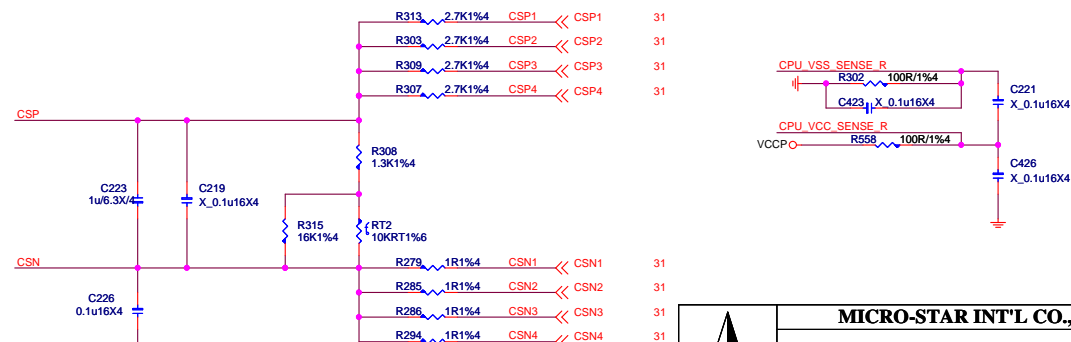 R313 2.7K1%4 CSP1 CSP1 31
R303 2.7K1%4 CSP2 CSP2 31
R309 2.7K1%4 CSP3 CSP3 31
R307 2.7K1%4 CSP4 CSP4 31
CSP
R308
1.3K1%4
C223
1u/6.3X/4
C219
X_0.1u16X4
R315
16K1%4
RT2
10KRT1%6
CSN
R279 1R1%4 CSN1 CSN1 31
R285 1R1%4 CSN2 CSN2 31
R286 1R1%4 CSN3 CSN3 31
R294 1R1%4 CSN4 CSN4 31
C226
0.1u16X4
CPU_VSS_SENSE_R
R302 100R/1%4
C423 X_0.1u16X4
C221
X_0.1u16X4
CPU_VCC_SENSE_R
VCCP R558 100R/1%4
C426
X_0.1u16X4
MICRO-STAR INT'L CO.,